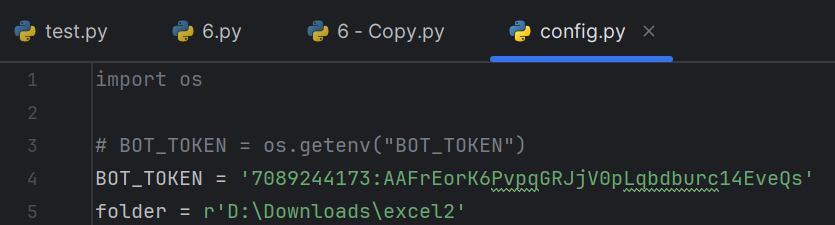 test.py 6.py 6 - Copy.py config.py
1 import os
2
3 # BOT_TOKEN = os.getenv("BOT_TOKEN")
4 BOT_TOKEN = '7089244173:AAFrEorK6PvpqGRJjV0pLqbdburc14EveQs'
5 folder = r'D:\Downloads\excel2'